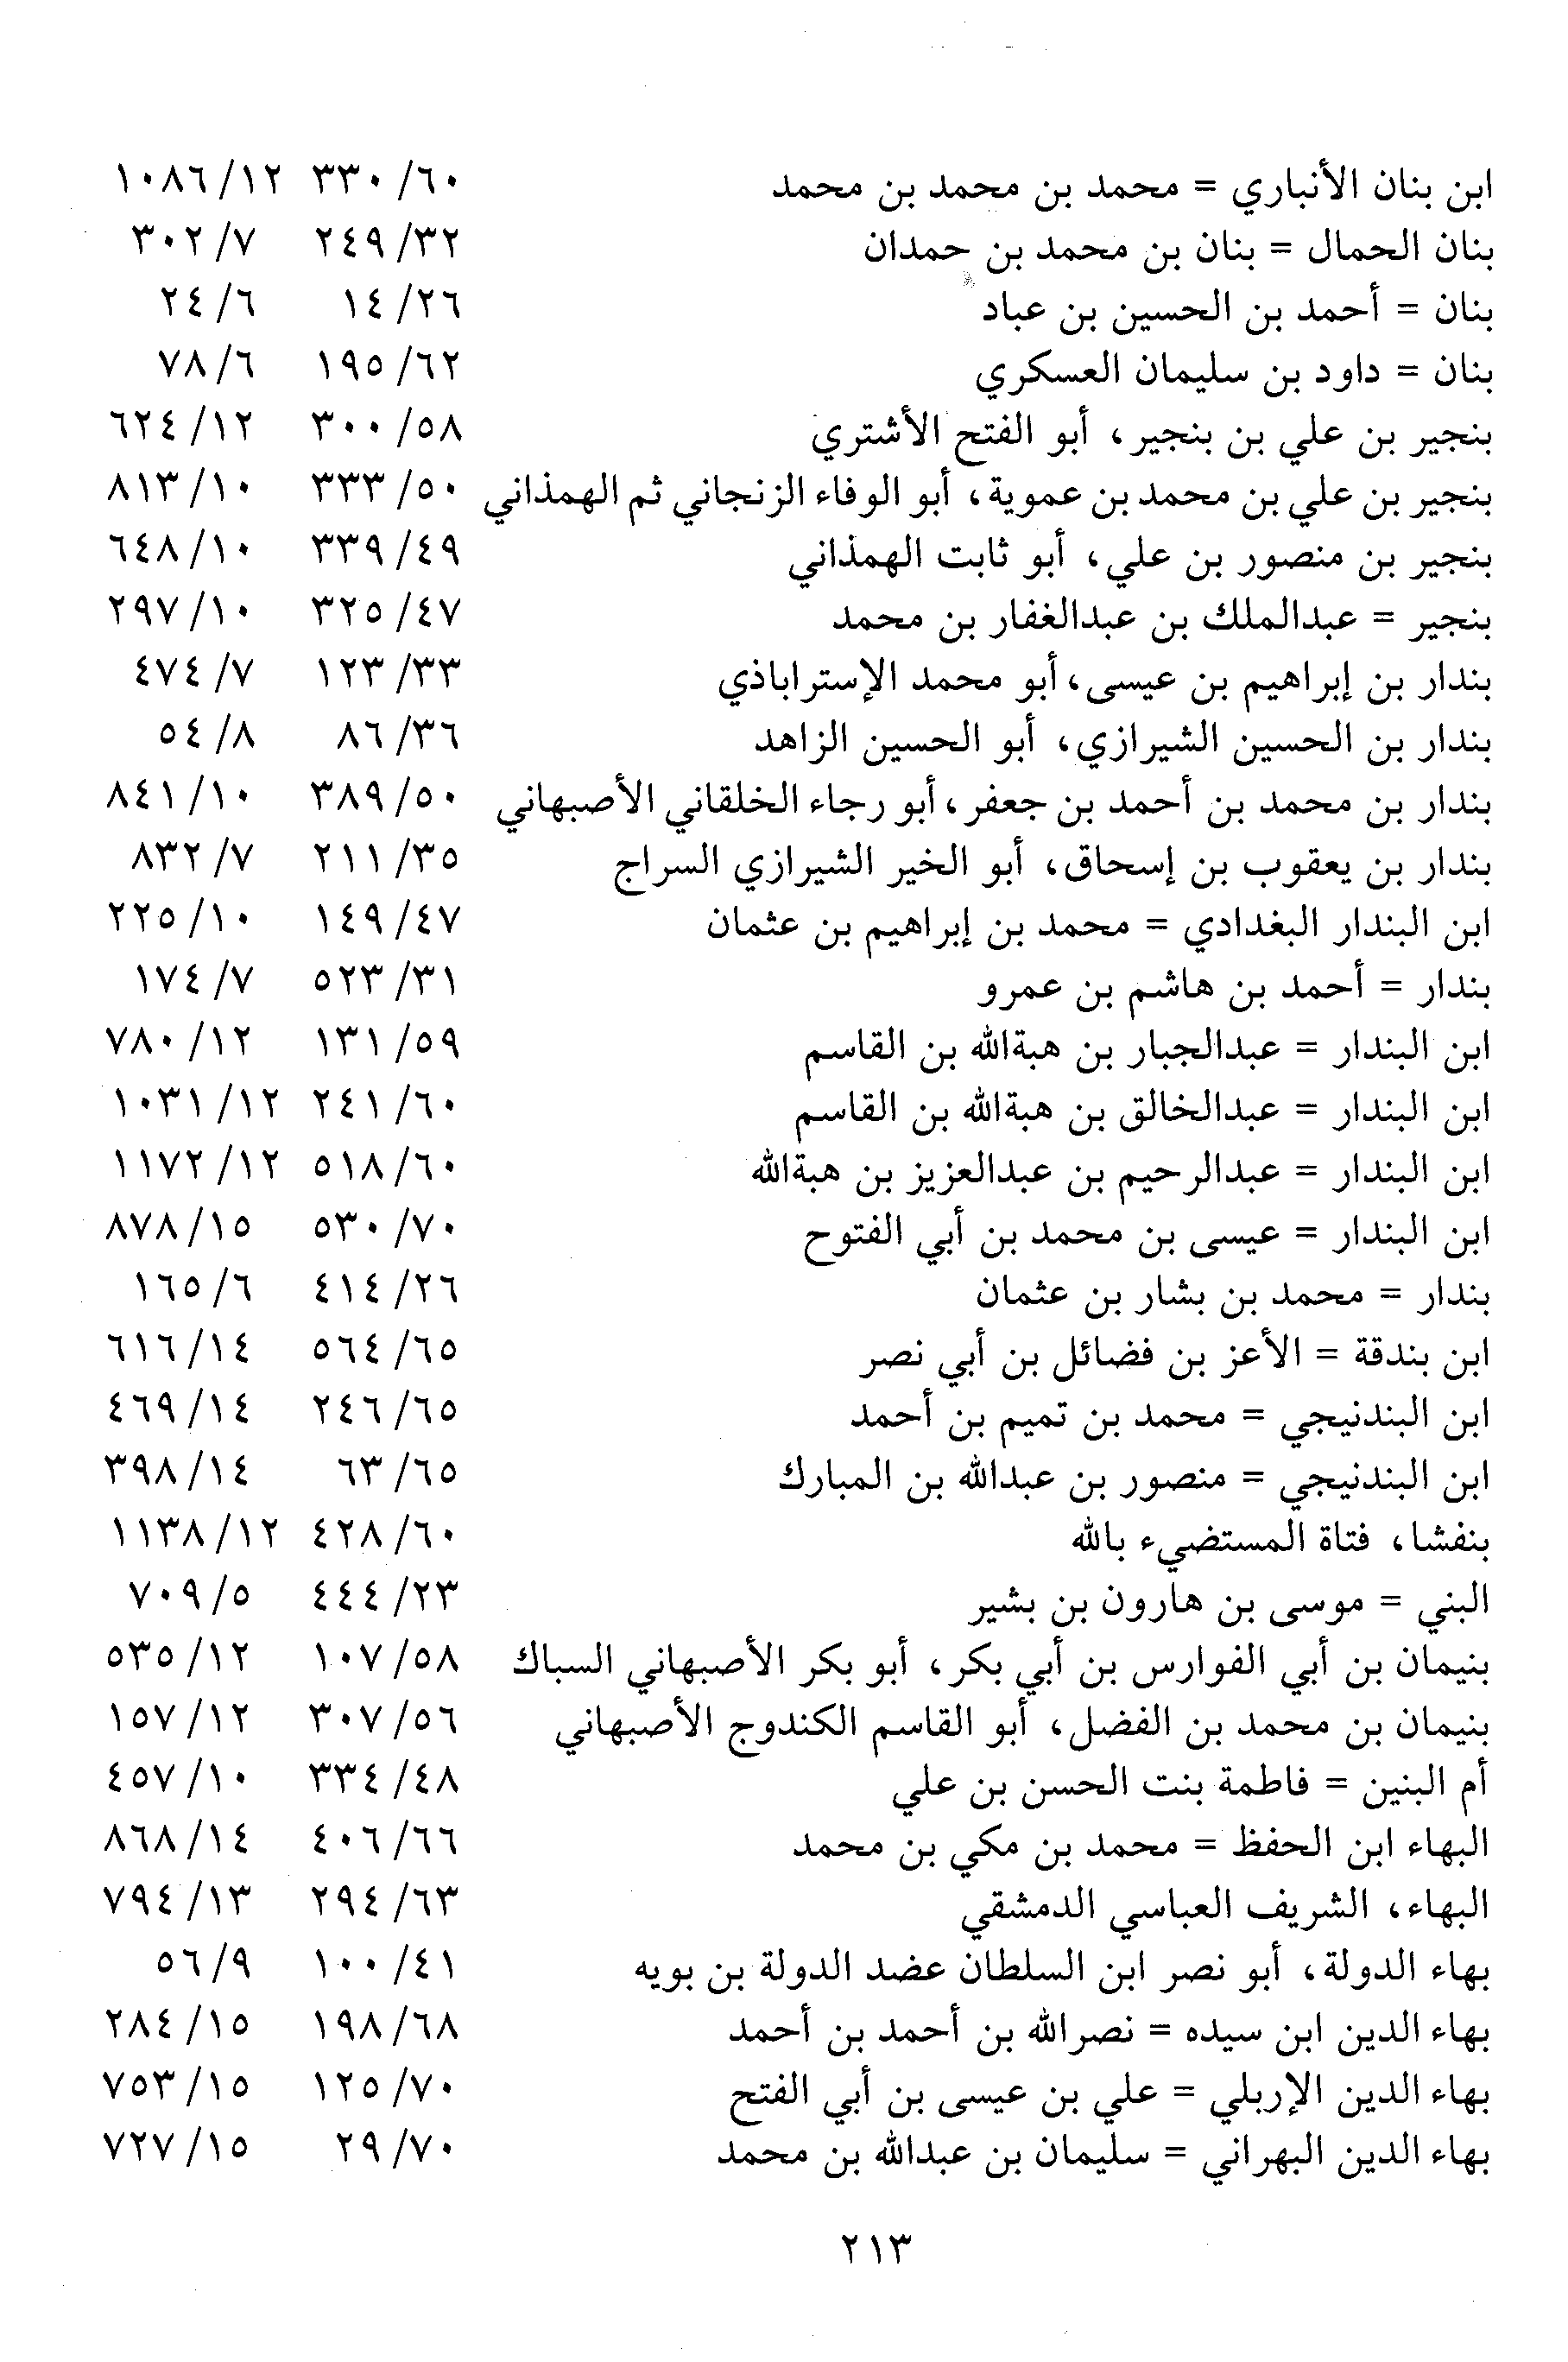 ابن بنان الأنباري = محمد بن محمد بن محمد ٦٠/ ٣٣٠ ١٢/ ١٠٨٦
بنان الحمال = بنان بن محمد بن حمدان ٣٢/ ٢٤٩ ٧/ ٣٠٢
بنان = أحمد بن الحسين بن عباد ٢٦/ ١٤ ٦/ ٢٤
بنان = داود بن سليمان العسكري ٦٢/ ١٩٥ ٦/ ٧٨
بنجير بن علي بن بنجير، أبو الفتح الأشتري ٥٨/ ٣٠٠ ١٢/ ٦٢٤
بنجير بن علي بن محمد بن عموية، أبو الوفاء الزنجاني ثم الهمذاني ٥٠/ ٣٣٣ ١٠/ ٨١٣
بنجير بن منصور بن علي، أبو ثابت الهمذاني ٤٩/ ٣٣٩ ١٠/ ٦٤٨
بنجير = عبدالملك بن عبدالغفار بن محمد ٤٧/ ٣٢٥ ١٠/ ٢٩٧
بندار بن إبراهيم بن عيسى، أبو محمد الإستراباذي ٣٣/ ١٢٣ ٧/ ٤٧٤
بندار بن الحسين الشيرازي، أبو الحسين الزاهد ٣٦/ ٨٦ ٨/ ٥٤
بندار بن محمد بن أحمد بن جعفر، أبو رجاء الخلقاني الأصبهاني ٥٠/ ٣٨٩ ١٠/ ٨٤١
بندار بن يعقوب بن إسحاق، أبو الخير الشيرازي السراج ٣٥/ ٢١١ ٧/ ٨٣٢
ابن البندار البغدادي = محمد بن إبراهيم بن عثمان ٤٧/ ١٤٩ ١٠/ ٢٢٥
بندار = أحمد بن هاشم بن عمرو ٣١/ ٥٢٣ ٧/ ١٧٤
ابن البندار = عبدالجبار بن هبةالله بن القاسم ٥٩/ ١٣١ ١٢/ ٧٨٠
ابن البندار = عبدالخالق بن هبةالله بن القاسم ٦٠/ ٢٤١ ١٢/ ١٠٣١
ابن البندار = عبدالرحيم بن عبدالعزيز بن هبةالله ٦٠/ ٥١٨ ١٢/ ١١٧٢
ابن البندار = عيسى بن محمد بن أبي الفتوح ٧٠/ ٥٣٠ ١٥/ ٨٧٨
بندار = محمد بن بشار بن عثمان ٢٦/ ٤١٤ ٦/ ١٦٥
ابن بندقة = الأعز بن فضائل بن أبي نصر ٦٥/ ٥٦٤ ١٤/ ٦١٦
ابن البندنيجي = محمد بن تميم بن أحمد ٦٥/ ٢٤٦ ١٤/ ٤٦٩
ابن البندنيجي = منصور بن عبدالله بن المبارك ٦٥/ ٦٣ ١٤/ ٣٩٨
بنفشا، فتاة المستضيء بالله ٦٠/ ٤٢٨ ١٢/ ١١٣٨
البني = موسى بن هارون بن بشير ٢٣/ ٤٤٤ ٥/ ٧٠٩
بنيمان بن أبي الفوارس بن أبي بكر، أبو بكر الأصبهاني السباك ٥٨/ ١٠٧ ١٢/ ٥٣٥
بنيمان بن محمد بن الفضل، أبو القاسم الكندوج الأصبهاني ٥٦/ ٣٠٧ ١٢/ ١٥٧
أم البنين = فاطمة بنت الحسن بن علي ٤٨/ ٣٣٤ ١٠/ ٤٥٧
البهاء ابن الحفظ = محمد بن مكي بن محمد ٦٦/ ٤٠٦ ١٤/ ٨٦٨
البهاء، الشريف العباسي الدمشقي ٦٣/ ٢٩٤ ١٣/ ٧٩٤
بهاء الدولة، أبو نصر ابن السلطان عضد الدولة بن بويه ٤١/ ١٠٠ ٩/ ٥٦
بهاء الدين ابن سيده = نصرالله بن أحمد بن أحمد ٦٨/ ١٩٨ ١٥/ ٢٨٤
بهاء الدين الإربلي = علي بن عيسى بن أبي الفتح ٧٠/ ١٢٥ ١٥/ ٧٥٣
بهاء الدين البهراني = سليمان بن عبدالله بن محمد ٧٠/ ٢٩ ١٥/ ٧٢٧
٢١٣